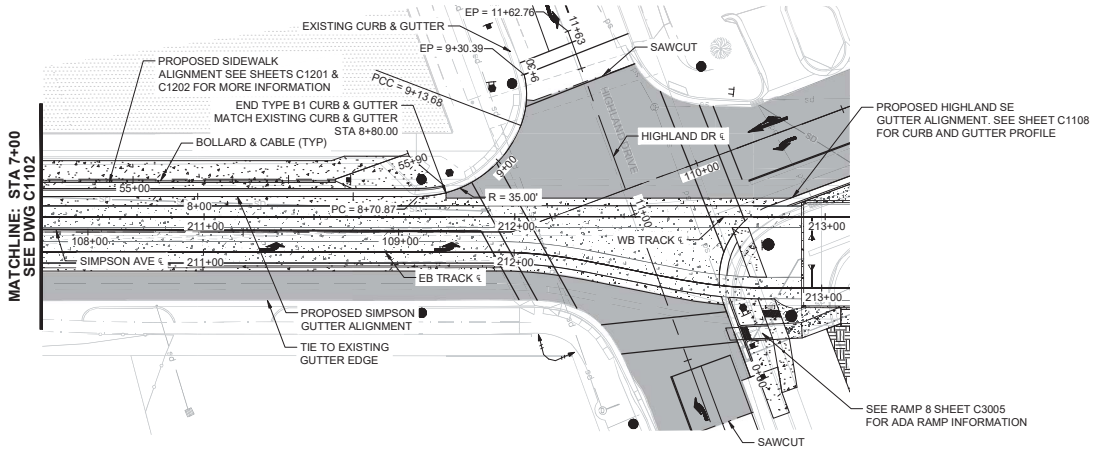 EP = 11+62.76
11+63
EXISTING CURB & GUTTER
EP = 9+30.39
9+30
SAWCUT
PROPOSED SIDEWALK
ALIGNMENT SEE SHEETS C1201 &
C1202 FOR MORE INFORMATION
PCC = 9+13.68
END TYPE B1 CURB & GUTTER
MATCH EXISTING CURB & GUTTER
STA 8+80.00
BOLLARD & CABLE (TYP)
HIGHLAND DRIVE
HIGHLAND DR ℄
PROPOSED HIGHLAND SE
GUTTER ALIGNMENT. SEE SHEET C1108
FOR CURB AND GUTTER PROFILE
MATCHLINE: STA 7+00
SEE DWG C1102
55+00
55+90
9+00
110+00
8+00
PC = 8+70.87
R = 35.00'
11+00
211+00
212+00
213+00
108+00
109+00
WB TRACK ℄
SIMPSON AVE ℄
211+00
212+00
EB TRACK ℄
213+00
PROPOSED SIMPSON
GUTTER ALIGNMENT
TIE TO EXISTING
GUTTER EDGE
0+00
SEE RAMP 8 SHEET C3005
FOR ADA RAMP INFORMATION
SAWCUT